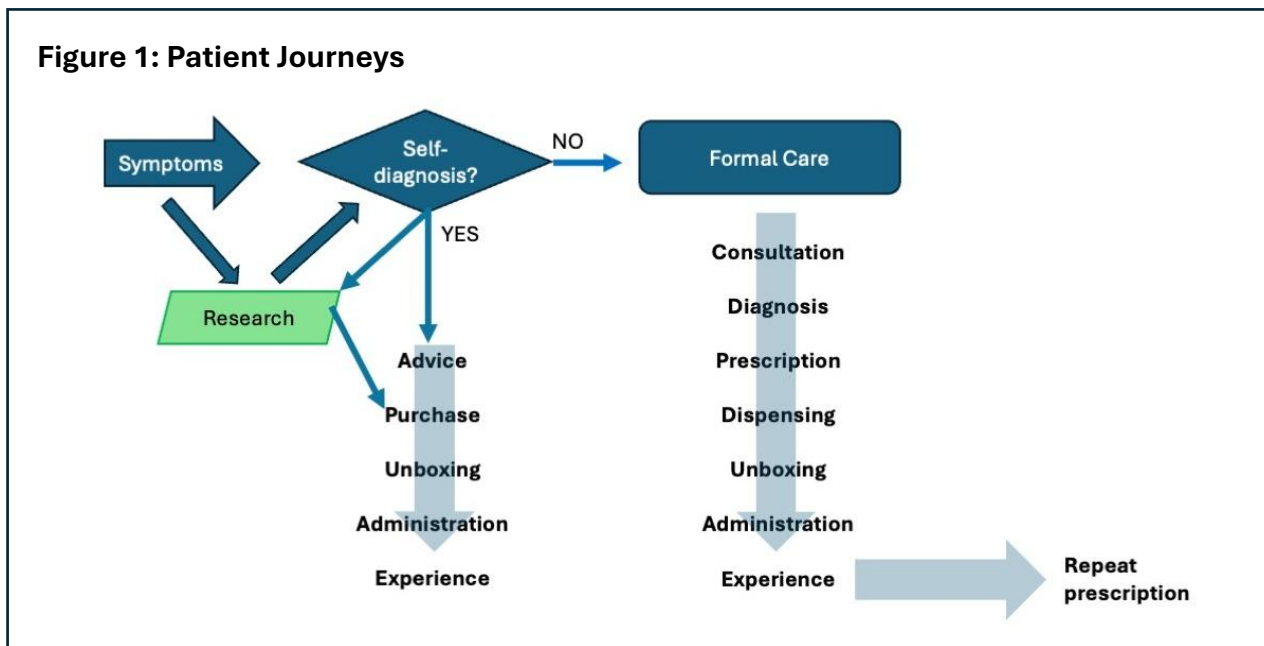 Figure 1: Patient Journeys
Symptoms
Self-
diagnosis?
NO
Formal Care
YES
Research
Advice
Purchase
Unboxing
Administration
Experience
Consultation
Diagnosis
Prescription
Dispensing
Unboxing
Administration
Experience
Repeat
prescription